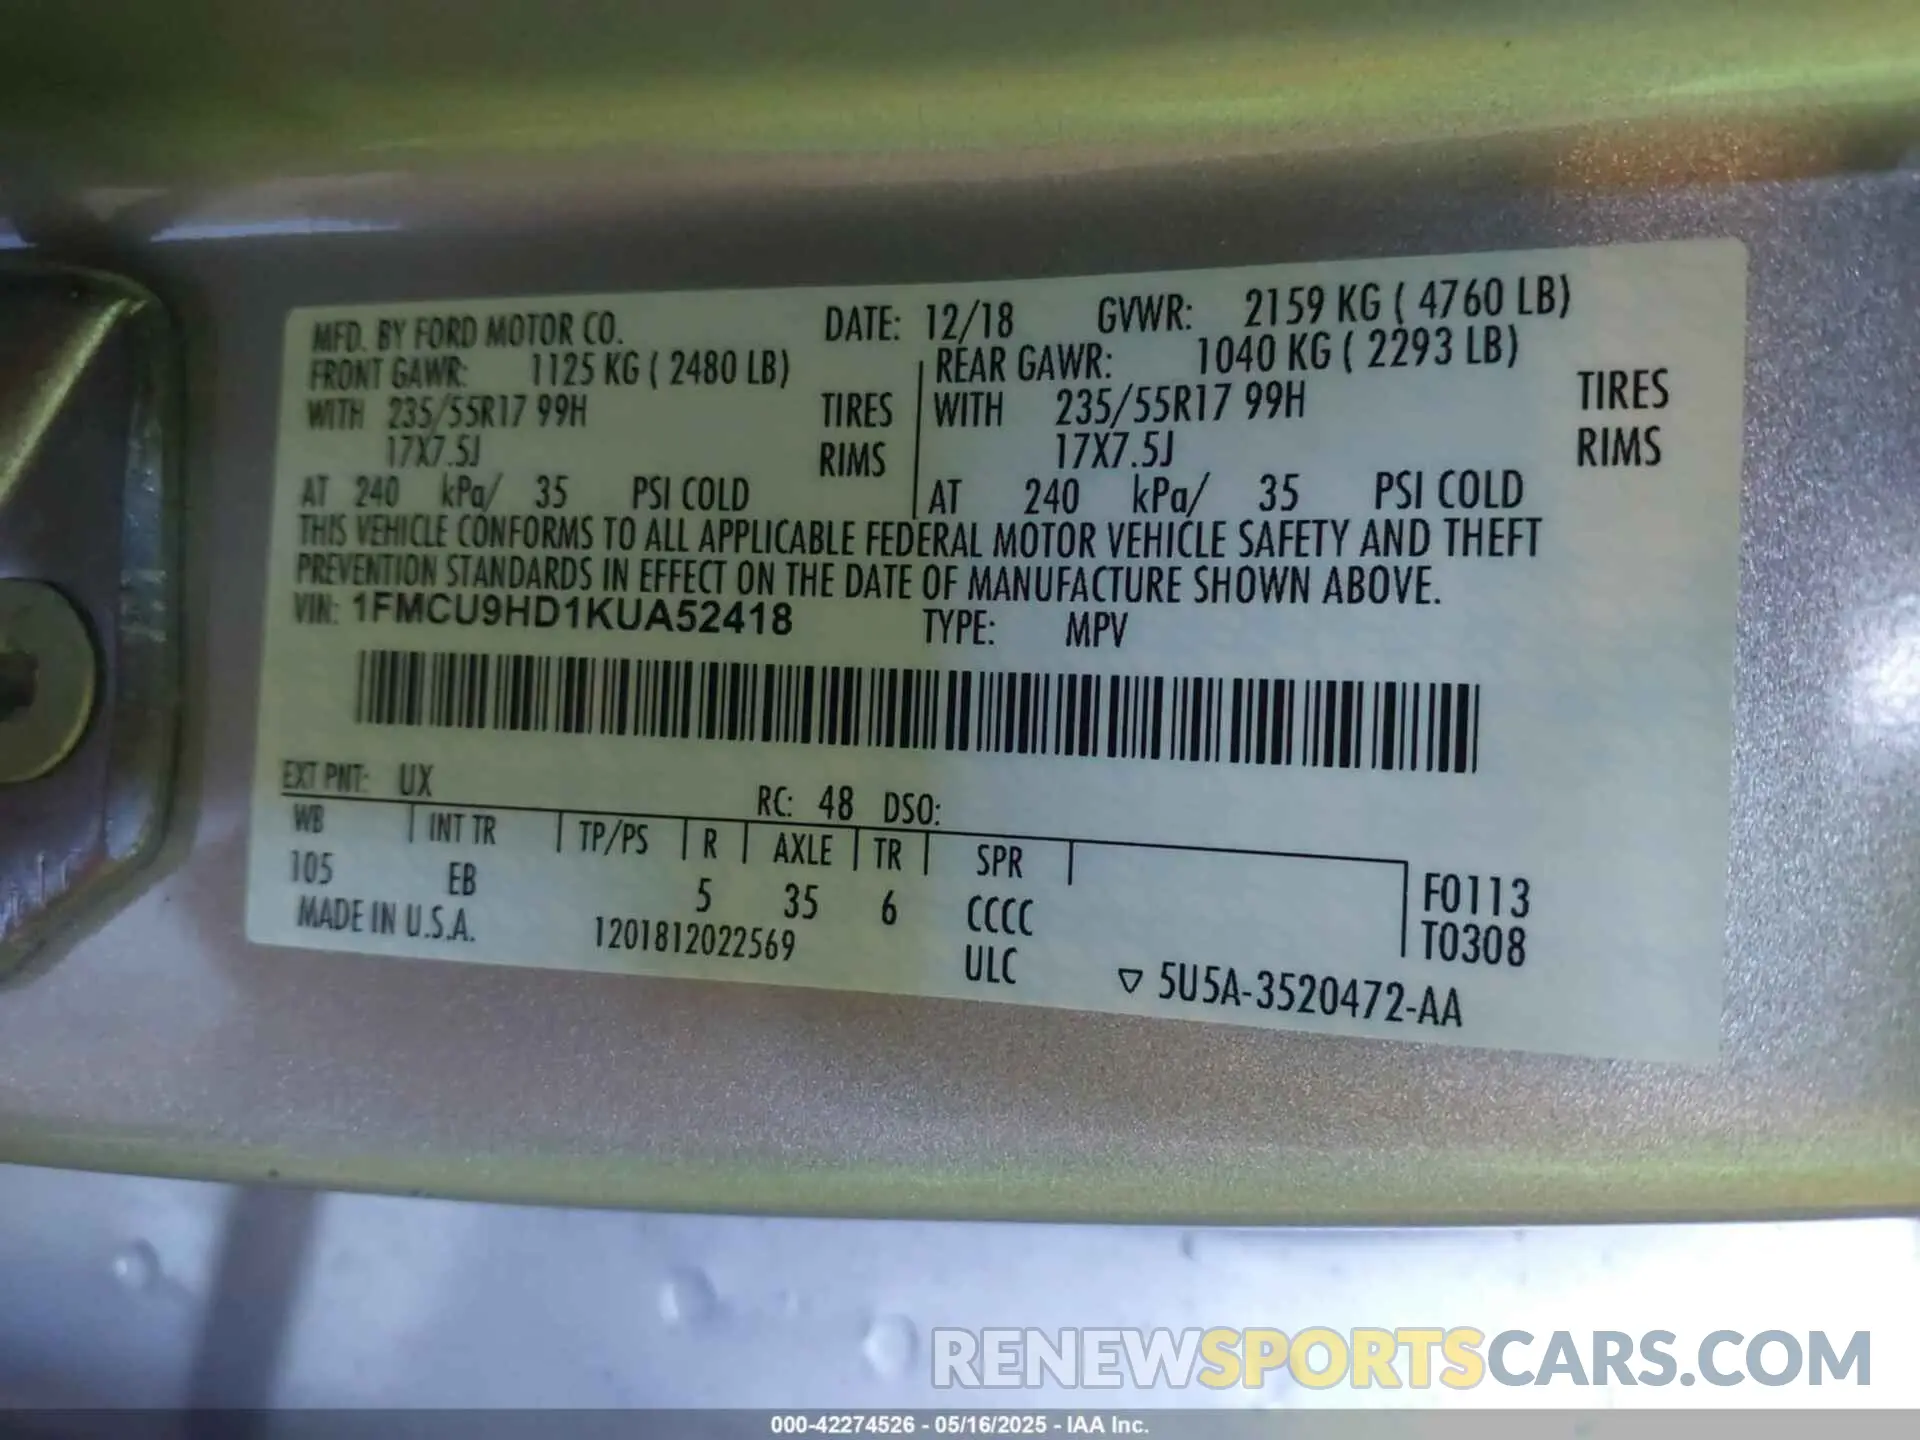 MFD. BY FORD MOTOR CO. DATE: 12/18 GVWR: 2159 KG ( 4760 LB)
FRONT GAWR: 1125 KG ( 2480 LB) REAR GAWR: 1040 KG ( 2293 LB)
WITH 235/55R17 99H TIRES WITH 235/55R17 99H TIRES
17X7.5J RIMS 17X7.5J RIMS
AT 240 kPa/ 35 PSI COLD AT 240 kPa/ 35 PSI COLD
THIS VEHICLE CONFORMS TO ALL APPLICABLE FEDERAL MOTOR VEHICLE SAFETY AND THEFT
PREVENTION STANDARDS IN EFFECT ON THE DATE OF MANUFACTURE SHOWN ABOVE.
VIN: 1FMCU9HD1KUA52418 TYPE: MPV
EXT PNT: UX RC: 48 DSO:
WB INT TR TP/PS R AXLE TR SPR
105 EB 5 35 6 CCCC F0113
MADE IN U.S.A. 1201812022569 ULC T0308
▽ 5U5A-3520472-AA
RENEWSPORTSCARS.COM
000-42274526 - 05/16/2025 - IAA Inc.